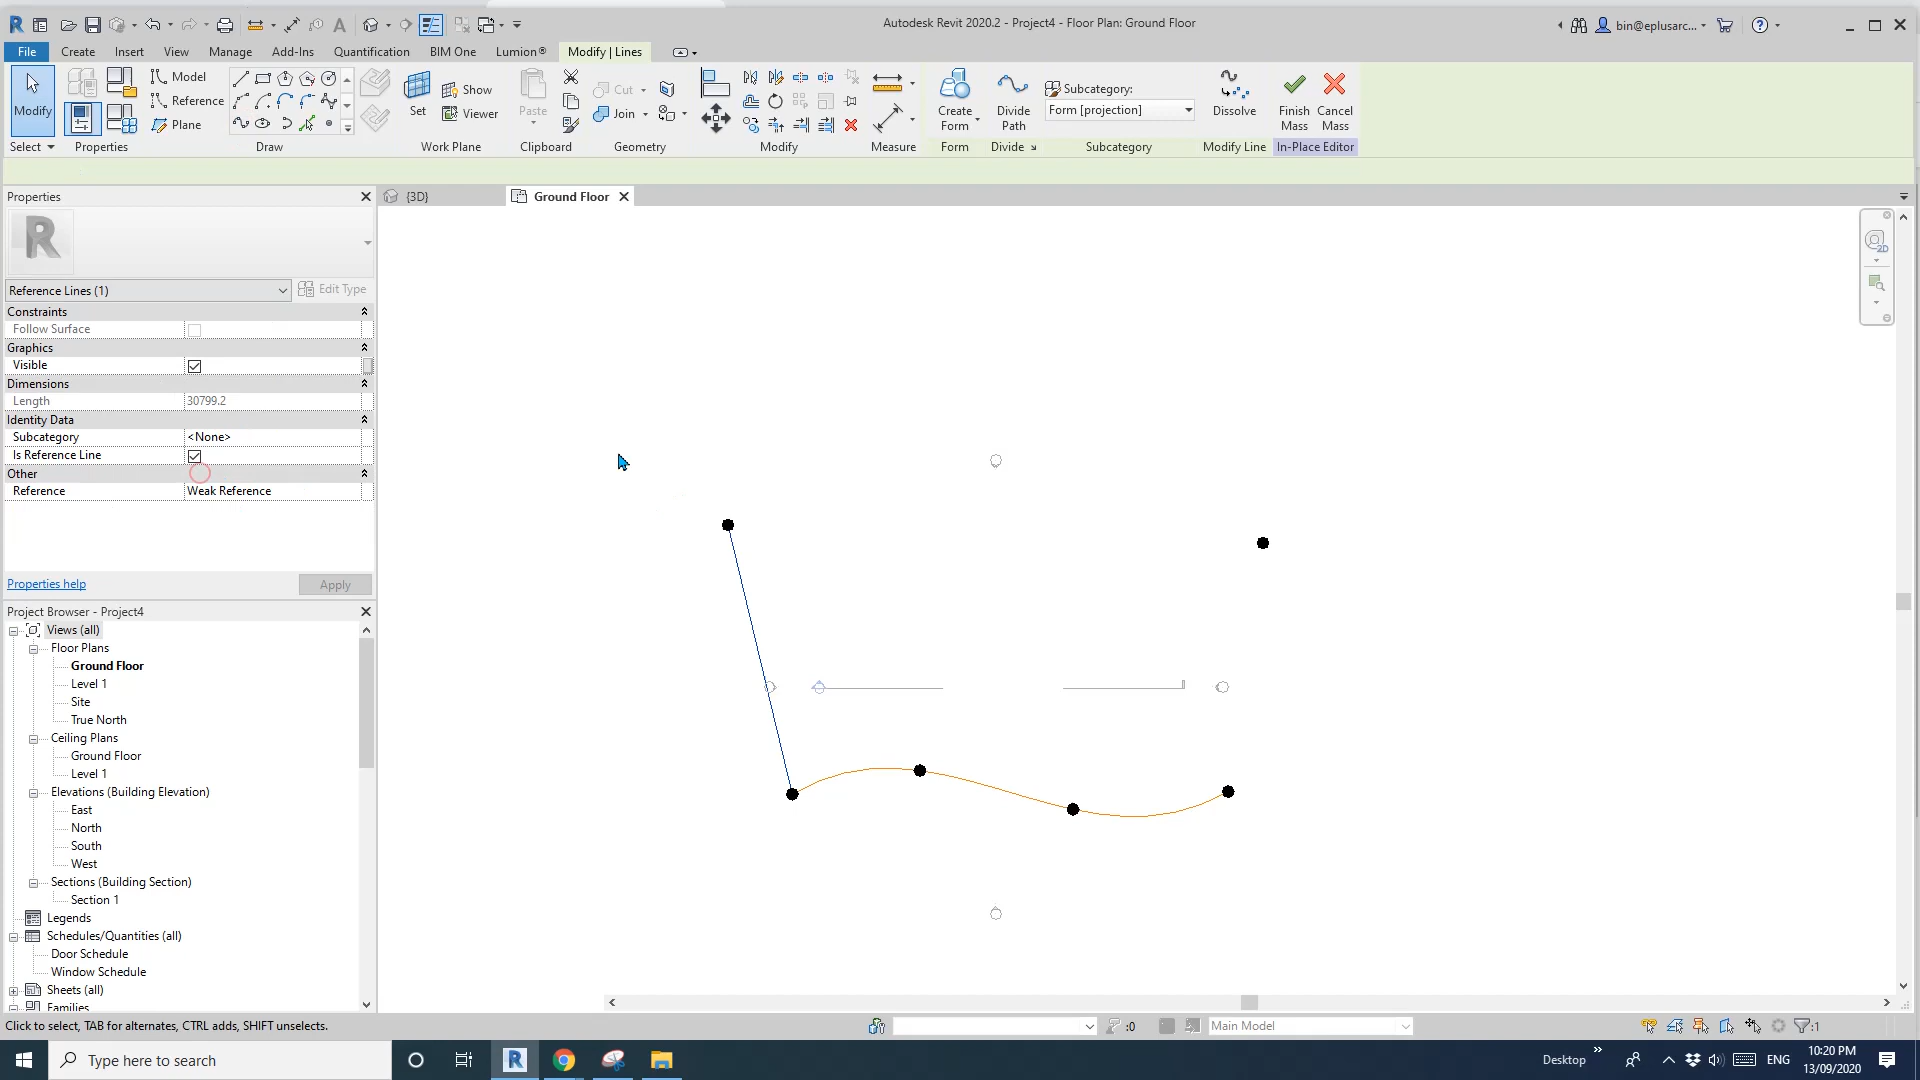 Autodesk Revit 2020.2 - Project4 - Floor Plan: Ground Floor
bin@eplusarc...
File Create Insert View Manage Add-Ins Quantification BIM One Lumion® Modify | Lines
Modify
Model
Reference
Plane
Set
Show
Viewer
Paste
Cut
Join
Create Form
Divide Path
Subcategory:
Form [projection]
Dissolve
Finish Mass
Cancel Mass
Select Properties Draw Work Plane Clipboard Geometry Modify Measure Form Divide Subcategory Modify Line In-Place Editor
Properties
{3D}
Ground Floor
R
Reference Lines (1)
Edit Type
Constraints
Follow Surface
Graphics
Visible
Dimensions
Length 30799.2
Identity Data
Subcategory <None>
Is Reference Line
Other
Reference Weak Reference
Properties help
Apply
Project Browser - Project4
Views (all)
Floor Plans
Ground Floor
Level 1
Site
True North
Ceiling Plans
Ground Floor
Level 1
Elevations (Building Elevation)
East
North
South
West
Sections (Building Section)
Section 1
Legends
Schedules/Quantities (all)
Door Schedule
Window Schedule
Sheets (all)
Families
2D
Click to select, TAB for alternates, CTRL adds, SHIFT unselects.
:0
Main Model
:1
Type here to search
Desktop
ENG
10:20 PM
13/09/2020